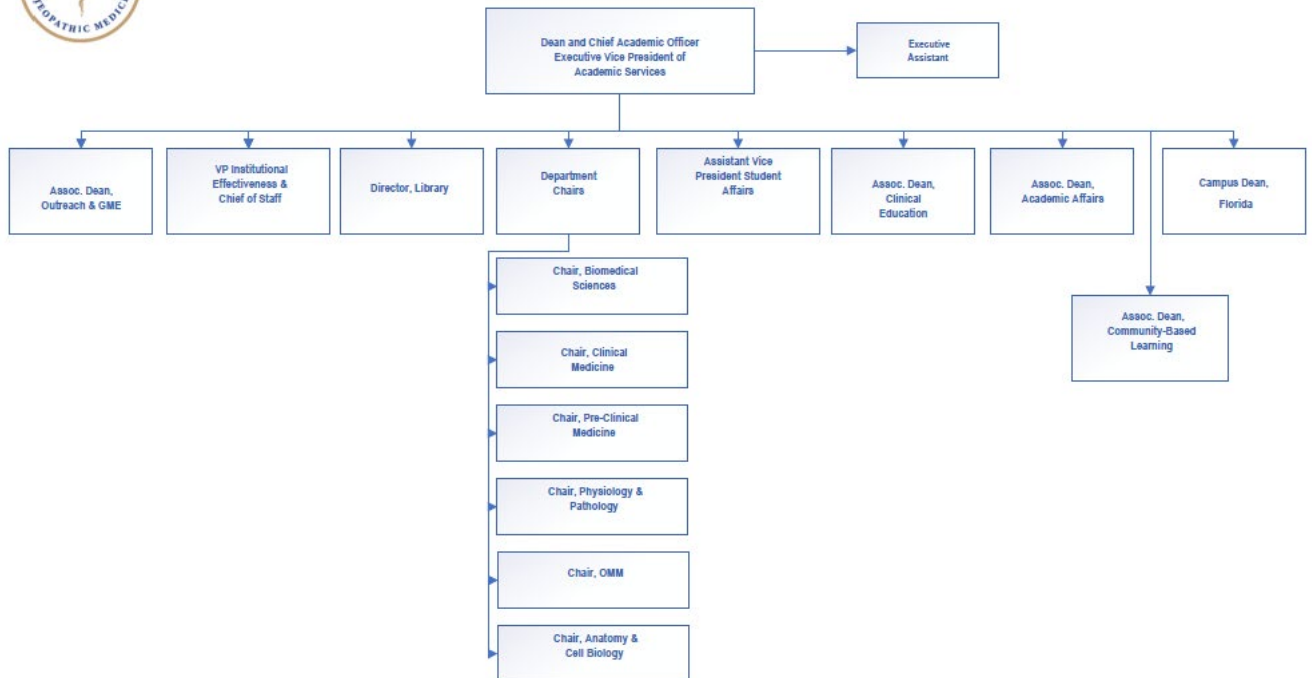 OPATHIC MEDIC
Dean and Chief Academic Officer
Executive Vice President of
Academic Services
Executive
Assistant
Assoc. Dean,
Outreach & GME
VP Institutional
Effectiveness &
Chief of Staff
Director, Library
Department
Chairs
Assistant Vice
President Student
Affairs
Assoc. Dean,
Clinical
Education
Assoc. Dean,
Academic Affairs
Campus Dean,
Florida
Chair, Biomedical
Sciences
Assoc. Dean,
Community-Based
Learning
Chair, Clinical
Medicine
Chair, Pre-Clinical
Medicine
Chair, Physiology &
Pathology
Chair, OMM
Chair, Anatomy &
Cell Biology